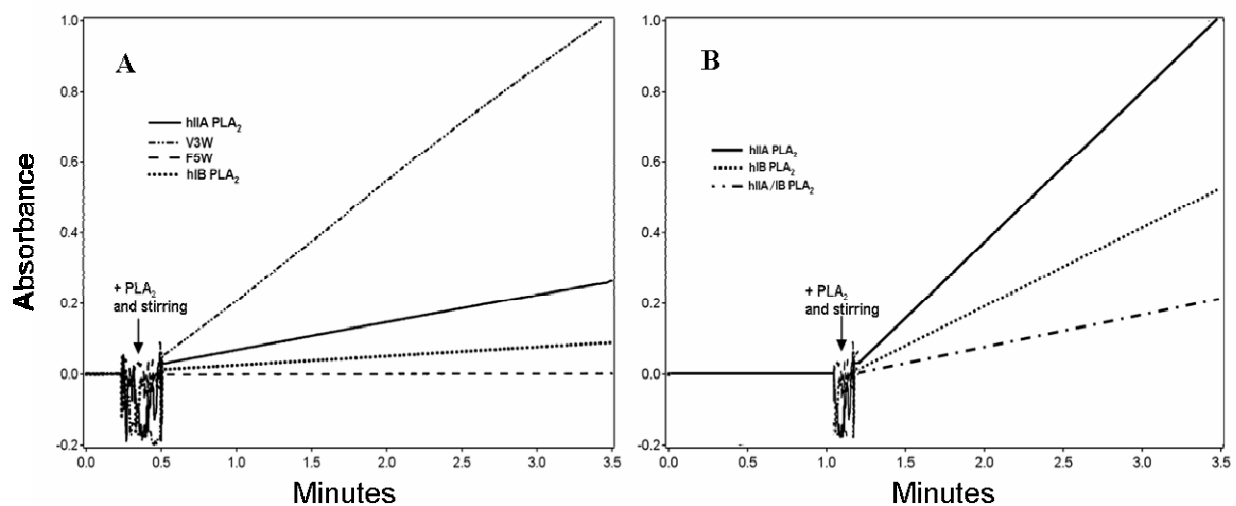 A
hIIA PLA2
V3W
F5W
hIB PLA2
+ PLA2
and stirring
1.0
0.8
0.6
0.4
0.2
0.0
-0.2
0.0 0.5 1.0 1.5 2.0 2.5 3.0 3.5
Minutes
Absorbance
B
hIIA PLA2
hIB PLA2
hIIA/IB PLA2
+ PLA2
and stirring
1.0
0.8
0.6
0.4
0.2
0.0
-0.2
0.0 0.5 1.0 1.5 2.0 2.5 3.0 3.5
Minutes